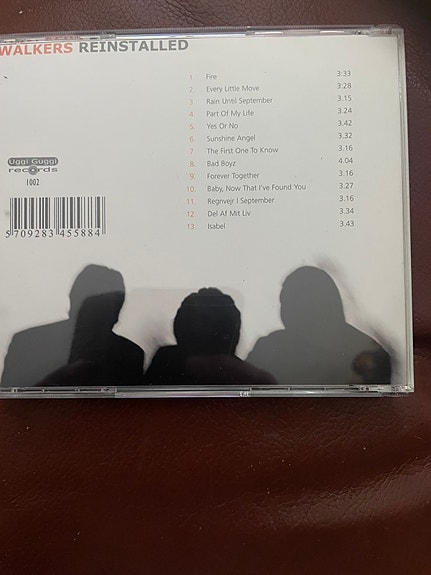 WALKERS REINSTALLED
1. Fire 3:33
2. Every Little Move 3:28
3. Rain Until September 3.15
4. Part Of My Life 3.24
5. Yes Or No 3.42
6. Sunshine Angel 3.32
7. The First One To Know 3.16
8. Bad Boyz 4.04
9. Forever Together 3.16
10. Baby, Now That I've Found You 3.27
11. Regnvejr I September 3.16
12. Del Af Mit Liv 3.34
13. Isabel 3.43
Uggi Guggi
records
1002
5 709283 455884